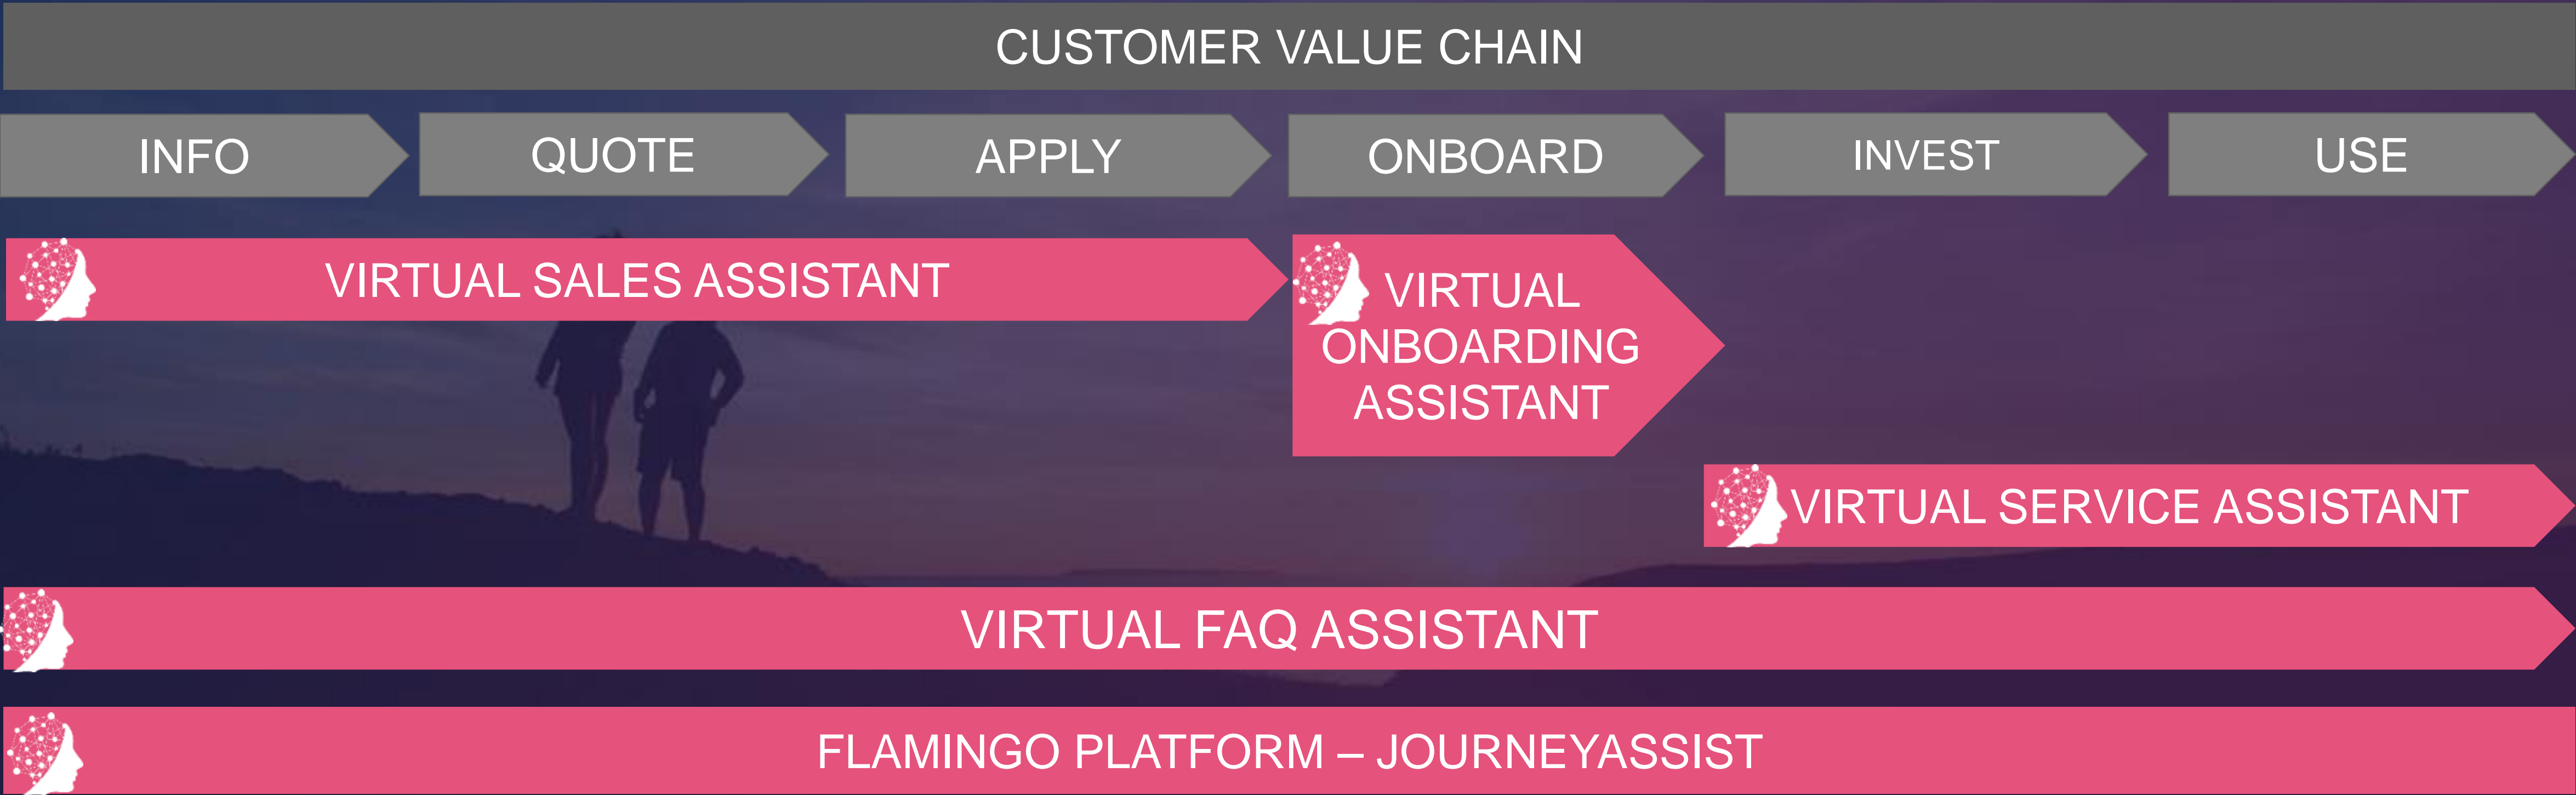 CUSTOMER VALUE CHAIN
INFO
QUOTE
APPLY
ONBOARD
INVEST
USE
VIRTUAL SALES ASSISTANT
VIRTUAL
ONBOARDING
ASSISTANT
VIRTUAL SERVICE ASSISTANT
VIRTUAL FAQ ASSISTANT
FLAMINGO PLATFORM – JOURNEYASSIST